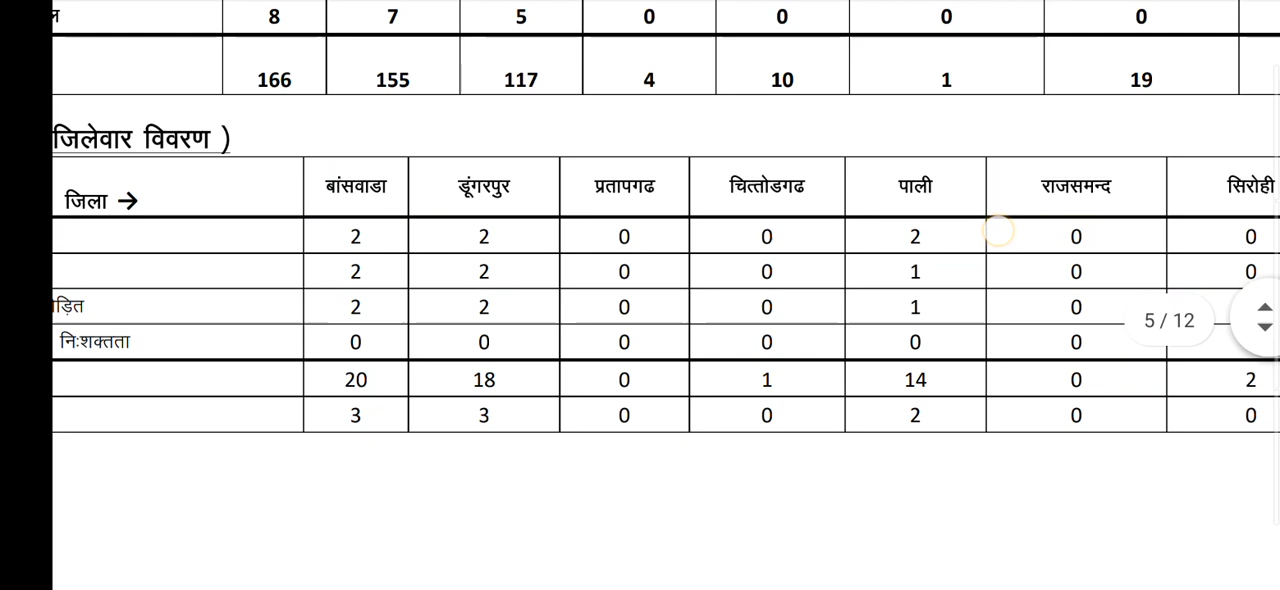 ल 8 7 5 0 0 0 0
166 155 117 4 10 1 19
जिलेवार विवरण )
जिला → बांसवाडा डूंगरपुर प्रतापगढ चित्तोडगढ पाली राजसमन्द सिरोही
2 2 0 0 2 0 0
2 2 0 0 1 0 0
ड़ित 2 2 0 0 1 0
5 / 12
निःशक्तता 0 0 0 0 0 0 0
20 18 0 1 14 0 2
3 3 0 0 2 0 0